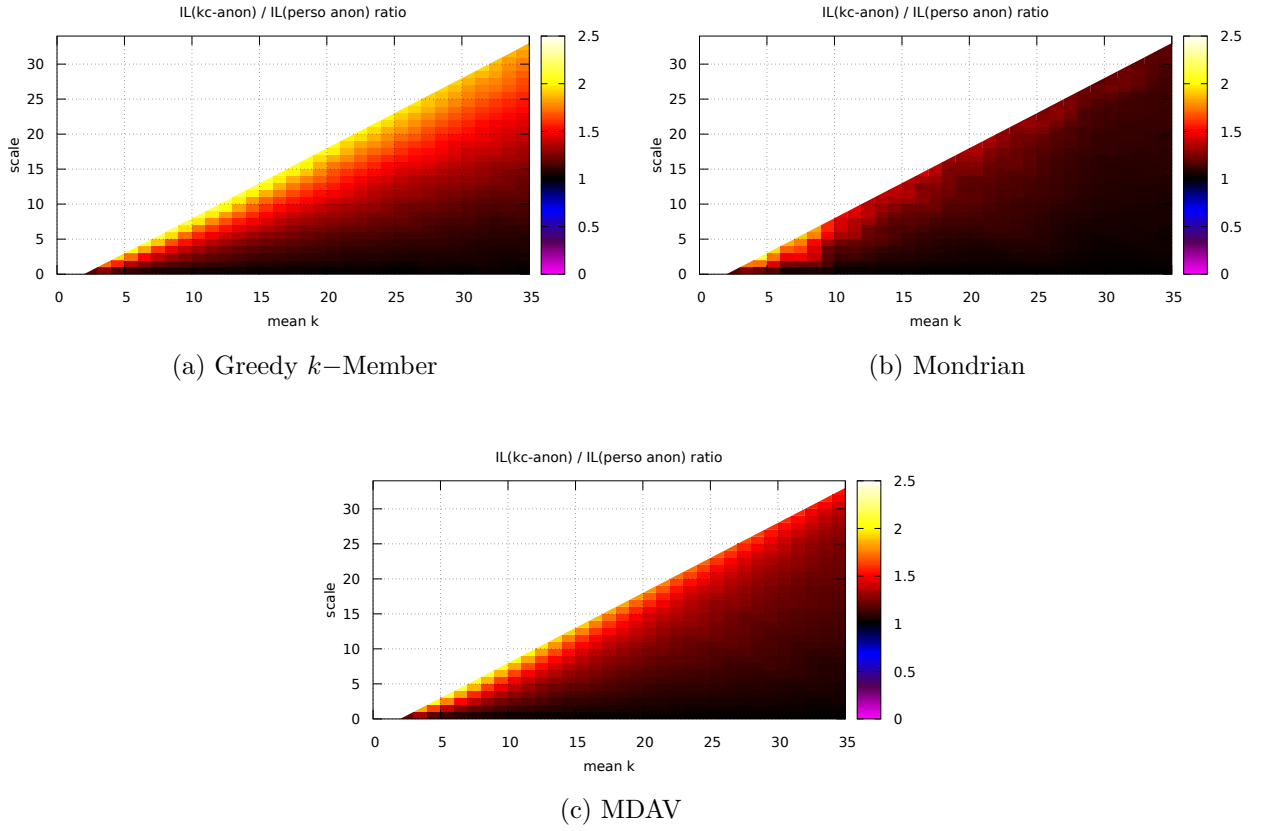 IL(kc-anon) / IL(perso anon) ratio
scale
30
25
20
15
10
5
0
0 5 10 15 20 25 30 35
mean k
2.5
2
1.5
1
0.5
0
(a) Greedy k−Member
IL(kc-anon) / IL(perso anon) ratio
scale
30
25
20
15
10
5
0
0 5 10 15 20 25 30 35
mean k
2.5
2
1.5
1
0.5
0
(b) Mondrian
IL(kc-anon) / IL(perso anon) ratio
scale
30
25
20
15
10
5
0
0 5 10 15 20 25 30 35
mean k
2.5
2
1.5
1
0.5
0
(c) MDAV